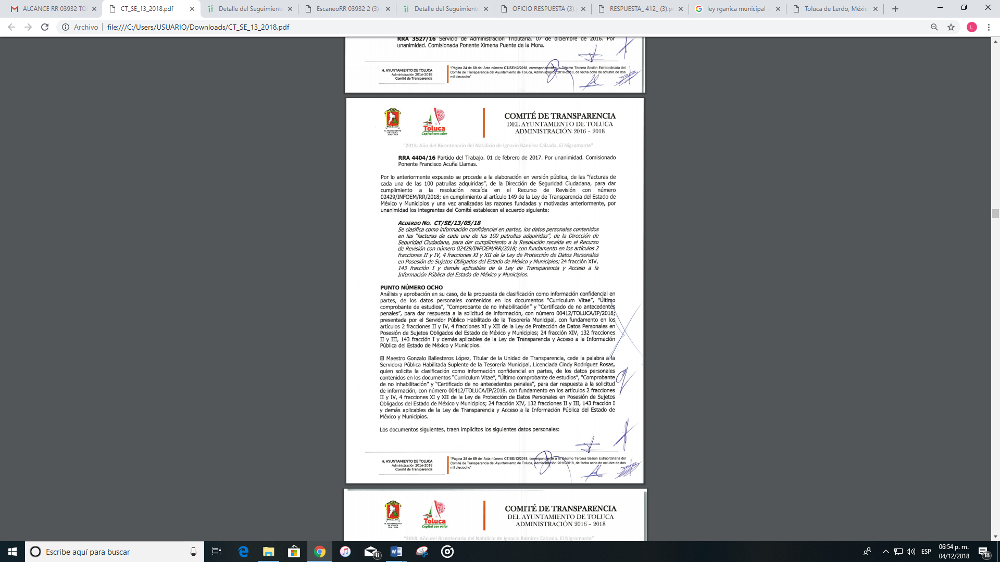 ALCANCE RR 03932 TO
CT_SE_13_2018.pdf
Detalle del Seguimiento
EscaneoRR 03932 2 (3).
Detalle del Seguimiento
OFICIO RESPUESTA (3).
RESPUESTA_ 412_ (3).p
ley rganica municipal -
Toluca de Lerdo, México
Archivo
file:///C:/Users/USUARIO/Downloads/CT_SE_13_2018.pdf
L
RRA 3527/16 Servicio de Administración Tributaria. 07 de diciembre de 2016. Por
unanimidad. Comisionada Ponente Ximena Puente de la Mora.
H. AYUNTAMIENTO DE TOLUCA
Administración 2016-2018
Comité de Transparencia
"Página 24 de 69 del Acta número CT/SE/13/2018, correspondiente a la Décimo Tercera Sesión Extraordinaria del
Comité de Transparencia del Ayuntamiento de Toluca, Administración 2016-2018, de fecha ocho de octubre de dos
mil dieciocho"
H. AYUNTAMIENTO
DE TOLUCA
2016 - 2018
Toluca
Capital con valor
COMITÉ DE TRANSPARENCIA
DEL AYUNTAMIENTO DE TOLUCA
ADMINISTRACIÓN 2016 – 2018
"2018. Año del Bicentenario del Natalicio de Ignacio Ramírez Calzada. El Nigromante"
RRA 4404/16 Partido del Trabajo. 01 de febrero de 2017. Por unanimidad. Comisionado
Ponente Francisco Acuña Llamas.
Por lo anteriormente expuesto se procede a la elaboración en versión pública, de las "facturas de
cada una de las 100 patrullas adquiridas", de la Dirección de Seguridad Ciudadana, para dar
cumplimiento a la resolución recaída en el Recurso de Revisión con número
02429/INFOEM/RR/2018; en cumplimiento al artículo 149 de la Ley de Transparencia del Estado de
México y Municipios y una vez analizadas las razones fundadas y motivadas anteriormente, por
unanimidad los integrantes del Comité establecen el acuerdo siguiente:
ACUERDO NO. CT/SE/13/05/18
Se clasifica como información confidencial en partes, los datos personales contenidos
en las "facturas de cada una de las 100 patrullas adquiridas", de la Dirección de
Seguridad Ciudadana, para dar cumplimiento a la Resolución recaída en el Recurso
de Revisión con número 02429/INFOEM/RR/2018; con fundamento en los artículos 2
fracciones II y IV, 4 fracciones XI y XII de la Ley de Protección de Datos Personales
en Posesión de Sujetos Obligados del Estado de México y Municipios; 24 fracción XIV,
143 fracción I y demás aplicables de la Ley de Transparencia y Acceso a la
Información Pública del Estado de México y Municipios.
PUNTO NÚMERO OCHO
Análisis y aprobación en su caso, de la propuesta de clasificación como información confidencial en
partes, de los datos personales contenidos en los documentos "Curriculum Vitae", "Último
comprobante de estudios", "Comprobante de no inhabilitación" y "Certificado de no antecedentes
penales", para dar respuesta a la solicitud de información, con número 00412/TOLUCA/IP/2018;
presentada por el Servidor Público Habilitado de la Tesorería Municipal, con fundamento en los
artículos 2 fracciones II y IV, 4 fracciones XI y XII de la Ley de Protección de Datos Personales en
Posesión de Sujetos Obligados del Estado de México y Municipios; 24 fracción XIV, 132 fracciones
II y III, 143 fracción I y demás aplicables de la Ley de Transparencia y Acceso a la Información
Pública del Estado de México y Municipios.
El Maestro Gonzalo Ballesteros López, Titular de la Unidad de Transparencia, cede la palabra a la
Servidora Pública Habilitada Suplente de la Tesorería Municipal, Licenciada Cindy Rodríguez Rosas,
quien solicita la clasificación como información confidencial en partes, de los datos personales
contenidos en los documentos "Curriculum Vitae", "Último comprobante de estudios", "Comprobante
de no inhabilitación" y "Certificado de no antecedentes penales", para dar respuesta a la solicitud
de información, con número 00412/TOLUCA/IP/2018, con fundamento en los artículos 2 fracciones
II y IV, 4 fracciones XI y XII de la Ley de Protección de Datos Personales en Posesión de Sujetos
Obligados del Estado de México y Municipios; 24 fracción XIV, 132 fracciones II y III, 143 fracción I
y demás aplicables de la Ley de Transparencia y Acceso a la Información Pública del Estado de
México y Municipios.
Los documentos siguientes, traen implícitos los siguientes datos personales:
H. AYUNTAMIENTO DE TOLUCA
Administración 2016-2018
Comité de Transparencia
"Página 25 de 69 del Acta número CT/SE/13/2018, correspondiente a la Décimo Tercera Sesión Extraordinaria del
Comité de Transparencia del Ayuntamiento de Toluca, Administración 2016-2018, de fecha ocho de octubre de dos
mil dieciocho"
H. AYUNTAMIENTO
DE TOLUCA
2016 - 2018
Toluca
Capital con valor
COMITÉ DE TRANSPARENCIA
DEL AYUNTAMIENTO DE TOLUCA
ADMINISTRACIÓN 2016 – 2018
"2018. Año del Bicentenario del Natalicio de Ignacio Ramírez Calzada. El Nigromante"
Escribe aquí para buscar
8
ESP
06:54 p. m.
04/12/2018
18